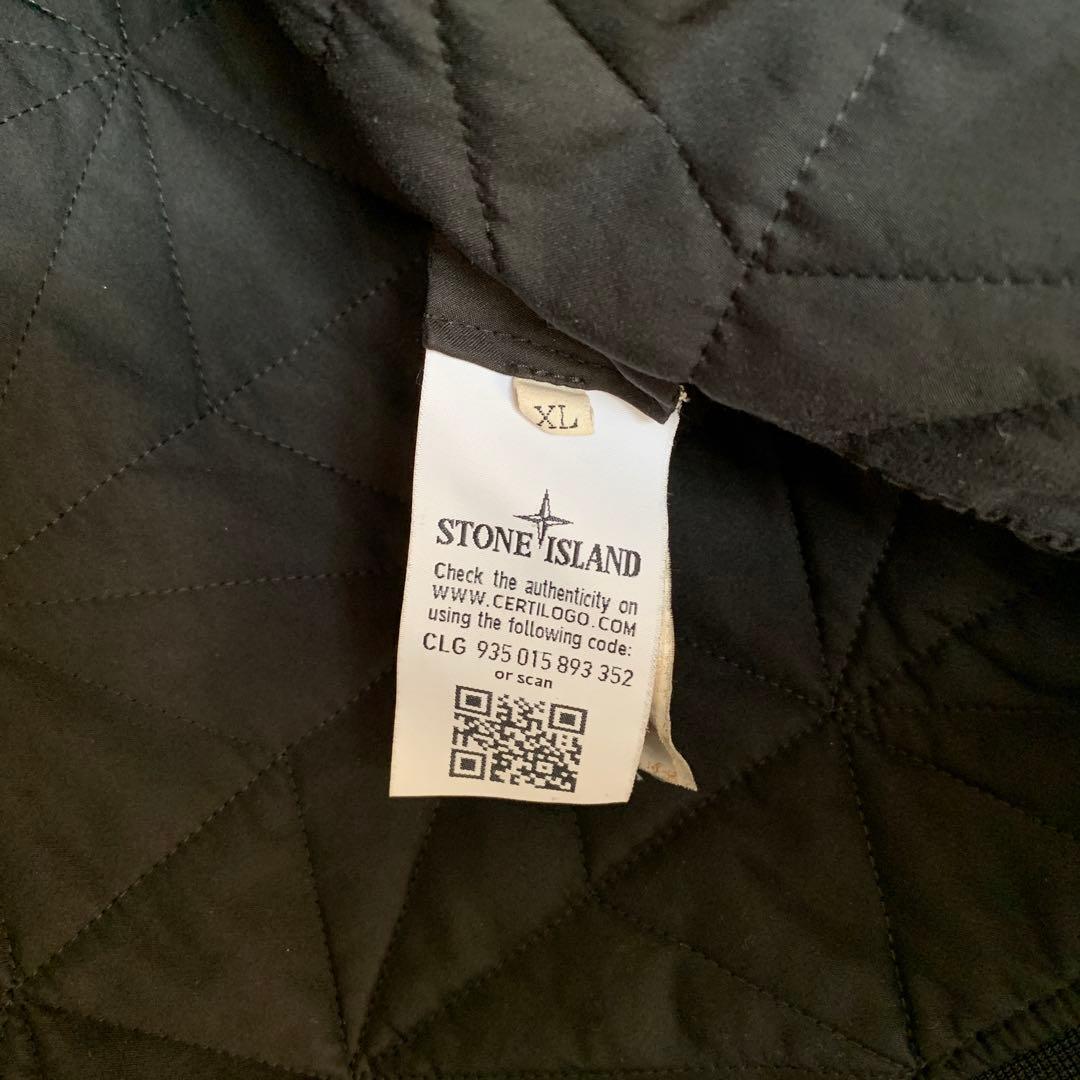 XL
STONE ISLAND
Check the authenticity on
WWW.CERTILOGO.COM
using the following code:
CLG 935 015 893 352
or scan